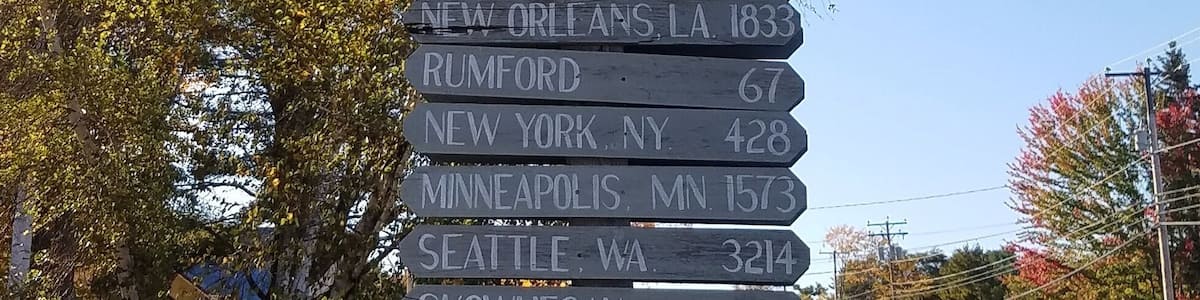 NEW ORLEANS, LA. 1833
RUMFORD 67
NEW YORK, NY. 428
MINNEAPOLIS, MN. 1573
SEATTLE, WA. 3214